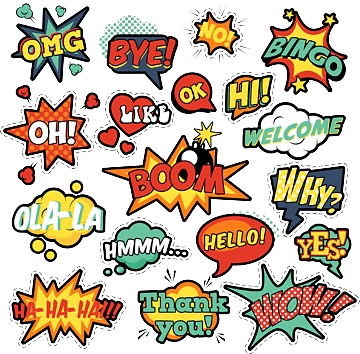 OMG
BYE!
NO!
BINGO
OH!
LIKE
OK
HI!
WELCOME
BOOM
WHY?
OLA-LA
HMMM...
HELLO!
YES!
HA-HA-HA!!!
Thank
you!
WOW!